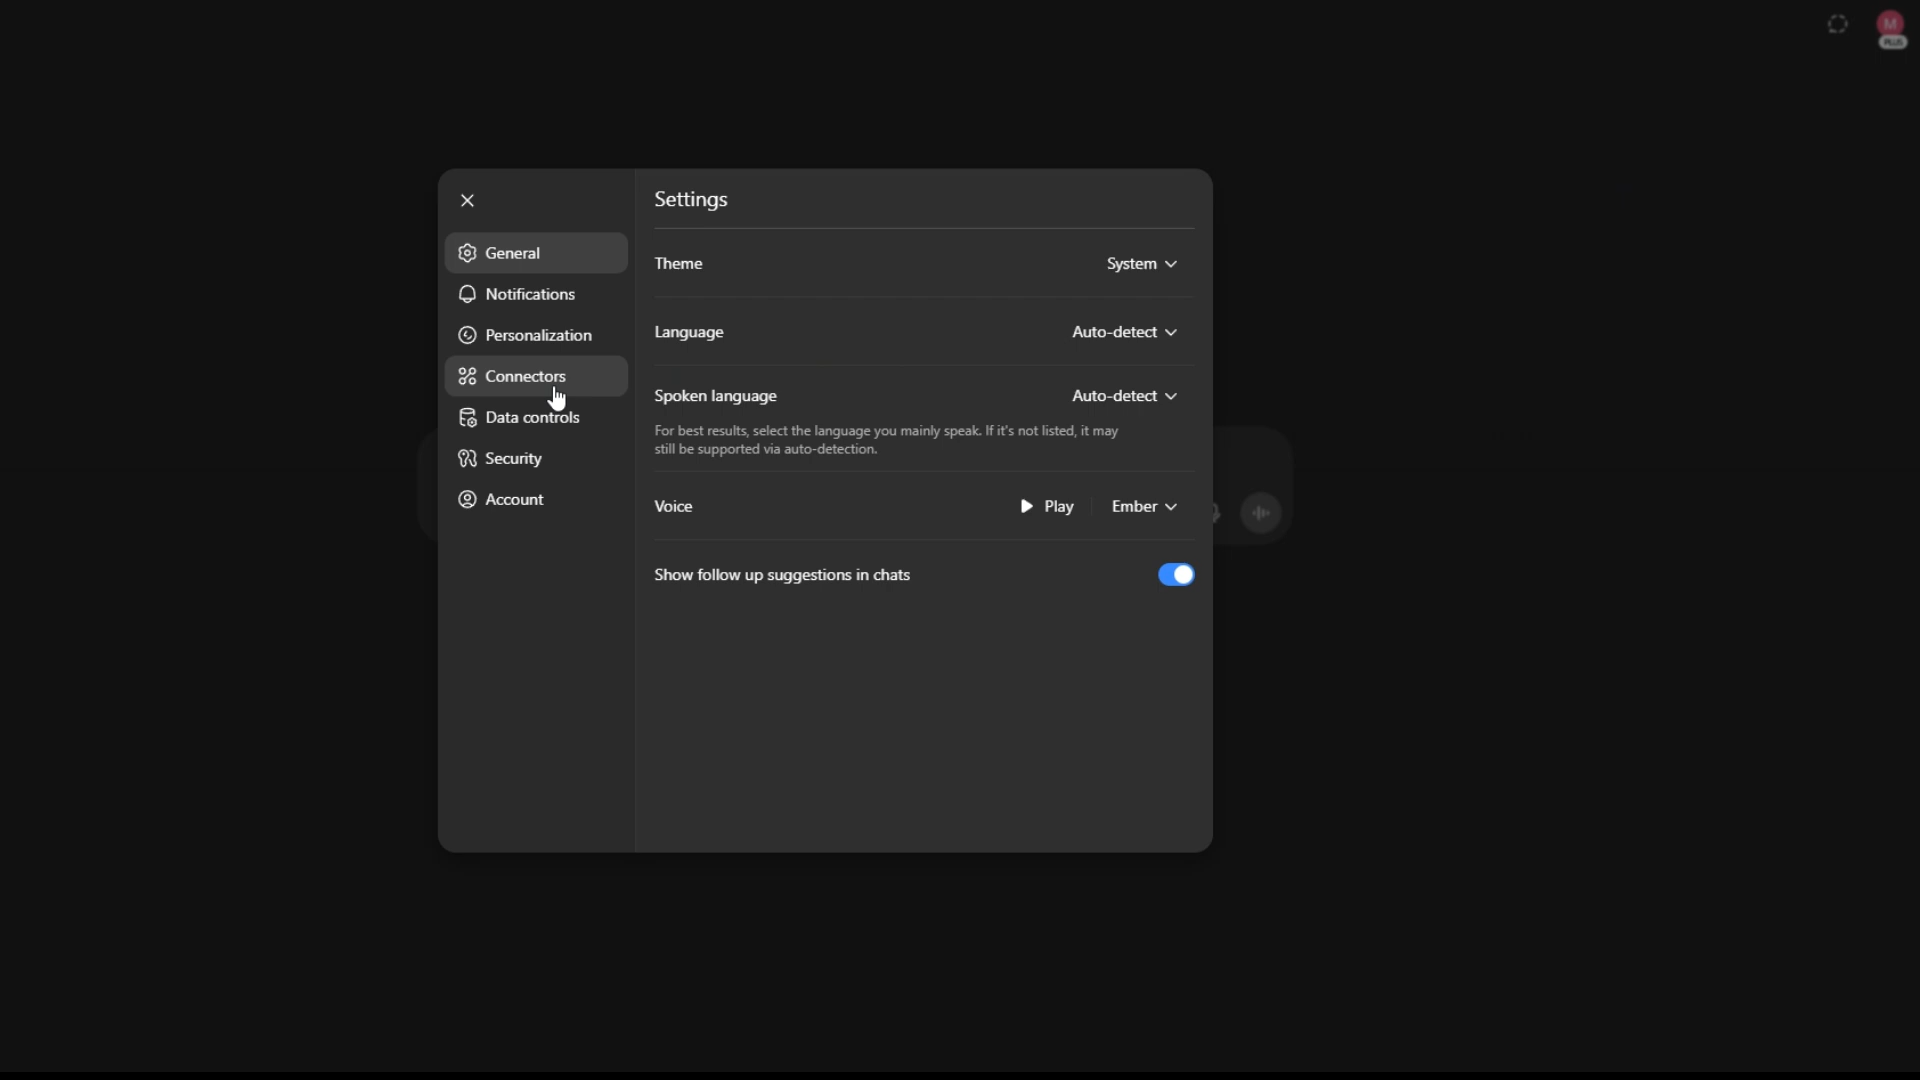 M
PLUS
Settings
General
Notifications
Personalization
Connectors
Data controls
Security
Account
Theme
System
Language
Auto-detect
Spoken language
Auto-detect
For best results, select the language you mainly speak. If it's not listed, it may
still be supported via auto-detection.
Voice
Play
Ember
Show follow up suggestions in chats